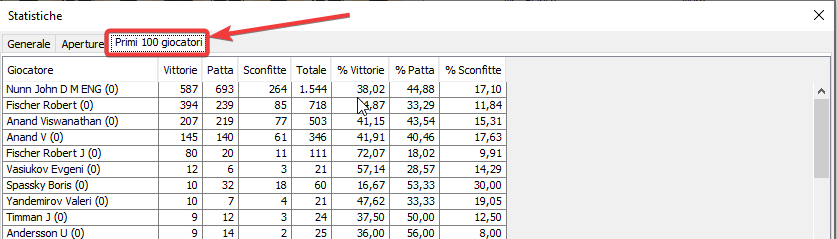 Statistiche
Generale Aperture Primi 100 giocatori
Giocatore Vittorie Patta Sconfitte Totale % Vittorie % Patta % Sconfitte
Nunn John D M ENG (0) 587 693 264 1.544 38,02 44,88 17,10
Fischer Robert (0) 394 239 85 718 33,29 11,84
Anand Viswanathan (0) 207 219 77 503 41,15 43,54 15,31
Anand V (0) 145 140 61 346 41,91 40,46 17,63
Fischer Robert J (0) 80 20 11 111 72,07 18,02 9,91
Vasiukov Evgeni (0) 12 6 3 21 57,14 28,57 14,29
Spassky Boris (0) 10 32 18 60 16,67 53,33 30,00
Yandemirov Valeri (0) 10 7 4 21 47,62 33,33 19,05
Timman J (0) 9 12 3 24 37,50 50,00 12,50
Andersson U (0) 9 14 2 25 36,00 56,00 8,00